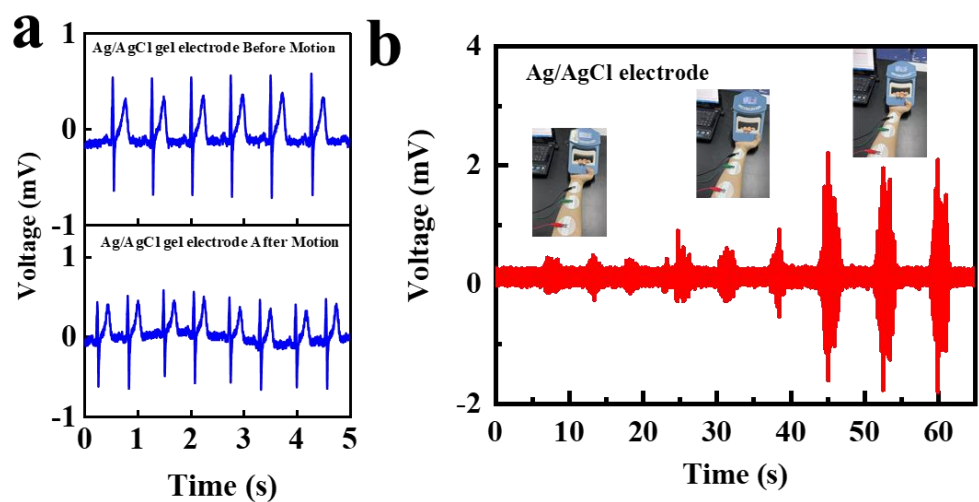 a
Ag/AgCl gel electrode Before Motion
1
0
-1
Ag/AgCl gel electrode After Motion
1
0
-1
Voltage (mV)
0 1 2 3 4 5
Time (s)
b
Ag/AgCl electrode
4
2
0
-2
Voltage (mV)
0 10 20 30 40 50 60
Time (s)